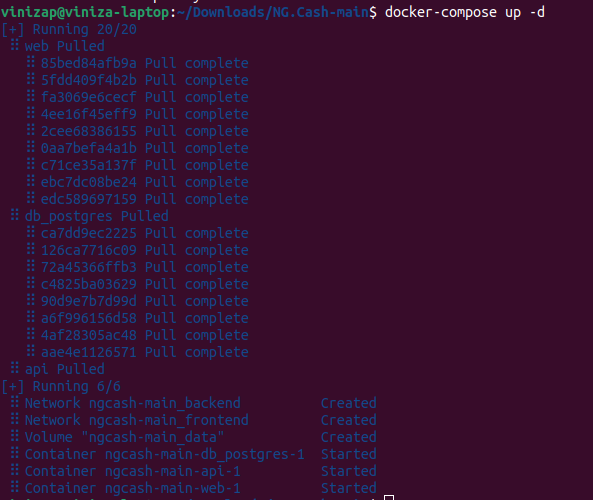 vinizap@viniza-laptop:~/Downloads/NG.Cash-main$ docker-compose up -d
[+] Running 20/20
⠿ web Pulled
⠿ 85bed84afb9a Pull complete
⠿ 5fdd409f4b2b Pull complete
⠿ fa3069e6cecf Pull complete
⠿ 4ee16f45eff9 Pull complete
⠿ 2cee68386155 Pull complete
⠿ 0aa7befa4a1b Pull complete
⠿ c71ce35a137f Pull complete
⠿ ebc7dc08be24 Pull complete
⠿ edc589697159 Pull complete
⠿ db_postgres Pulled
⠿ ca7dd9ec2225 Pull complete
⠿ 126ca7716c09 Pull complete
⠿ 72a45366ffb3 Pull complete
⠿ c4825ba03629 Pull complete
⠿ 90d9e7b7d99d Pull complete
⠿ a6f996156d58 Pull complete
⠿ 4af28305ac48 Pull complete
⠿ aae4e1126571 Pull complete
⠿ api Pulled
[+] Running 6/6
⠿ Network ngcash-main_backend Created
⠿ Network ngcash-main_frontend Created
⠿ Volume "ngcash-main_data" Created
⠿ Container ngcash-main-db_postgres-1 Started
⠿ Container ngcash-main-api-1 Started
⠿ Container ngcash-main-web-1 Started